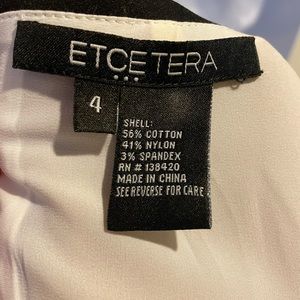 ETCETERA
4
SHELL:
56% COTTON
41% NYLON
3% SPANDEX
RN # 138420
MADE IN CHINA
SEE REVERSE FOR CARE